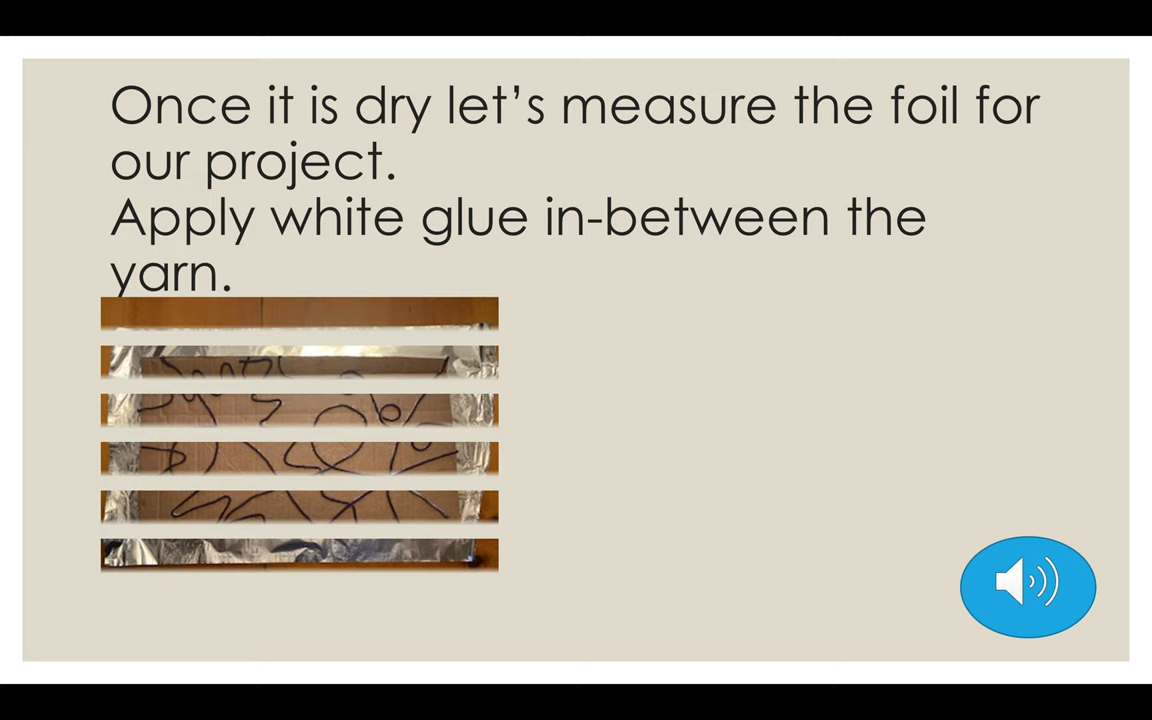 Once it is dry let’s measure the foil for
our project.
Apply white glue in-between the
yarn.